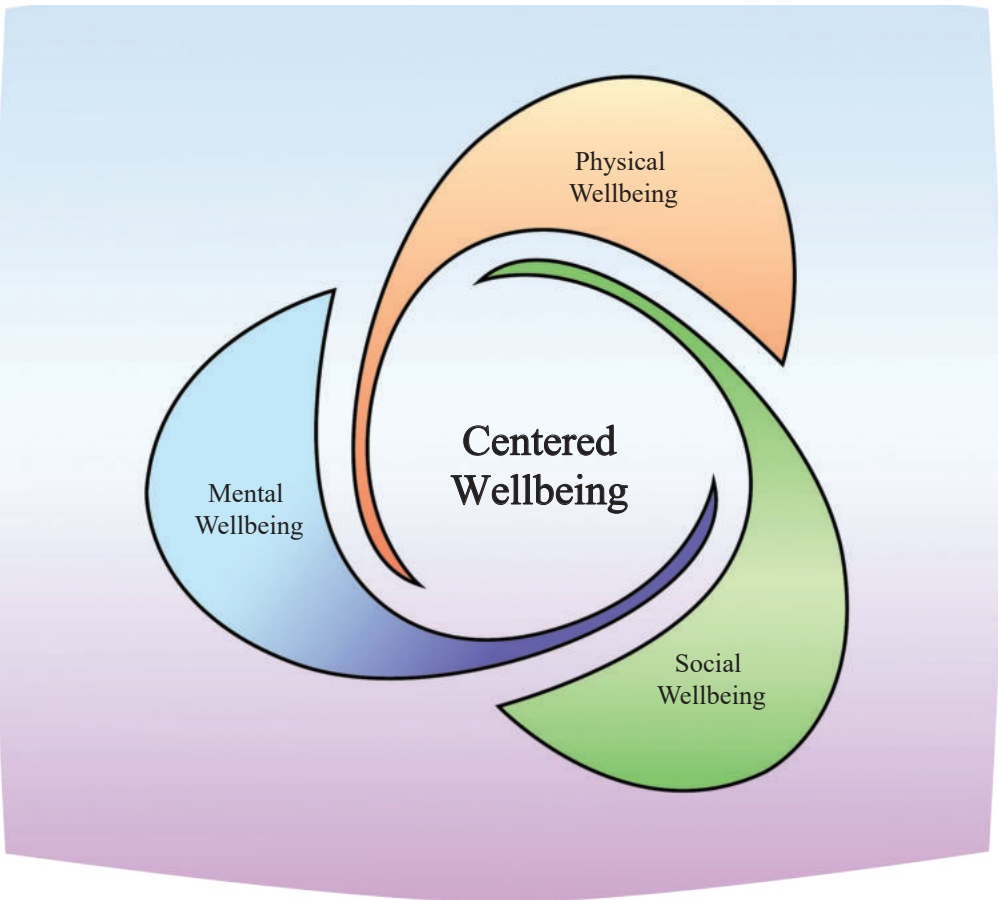 Physical
Wellbeing
Centered
Wellbeing
Mental
Wellbeing
Social
Wellbeing